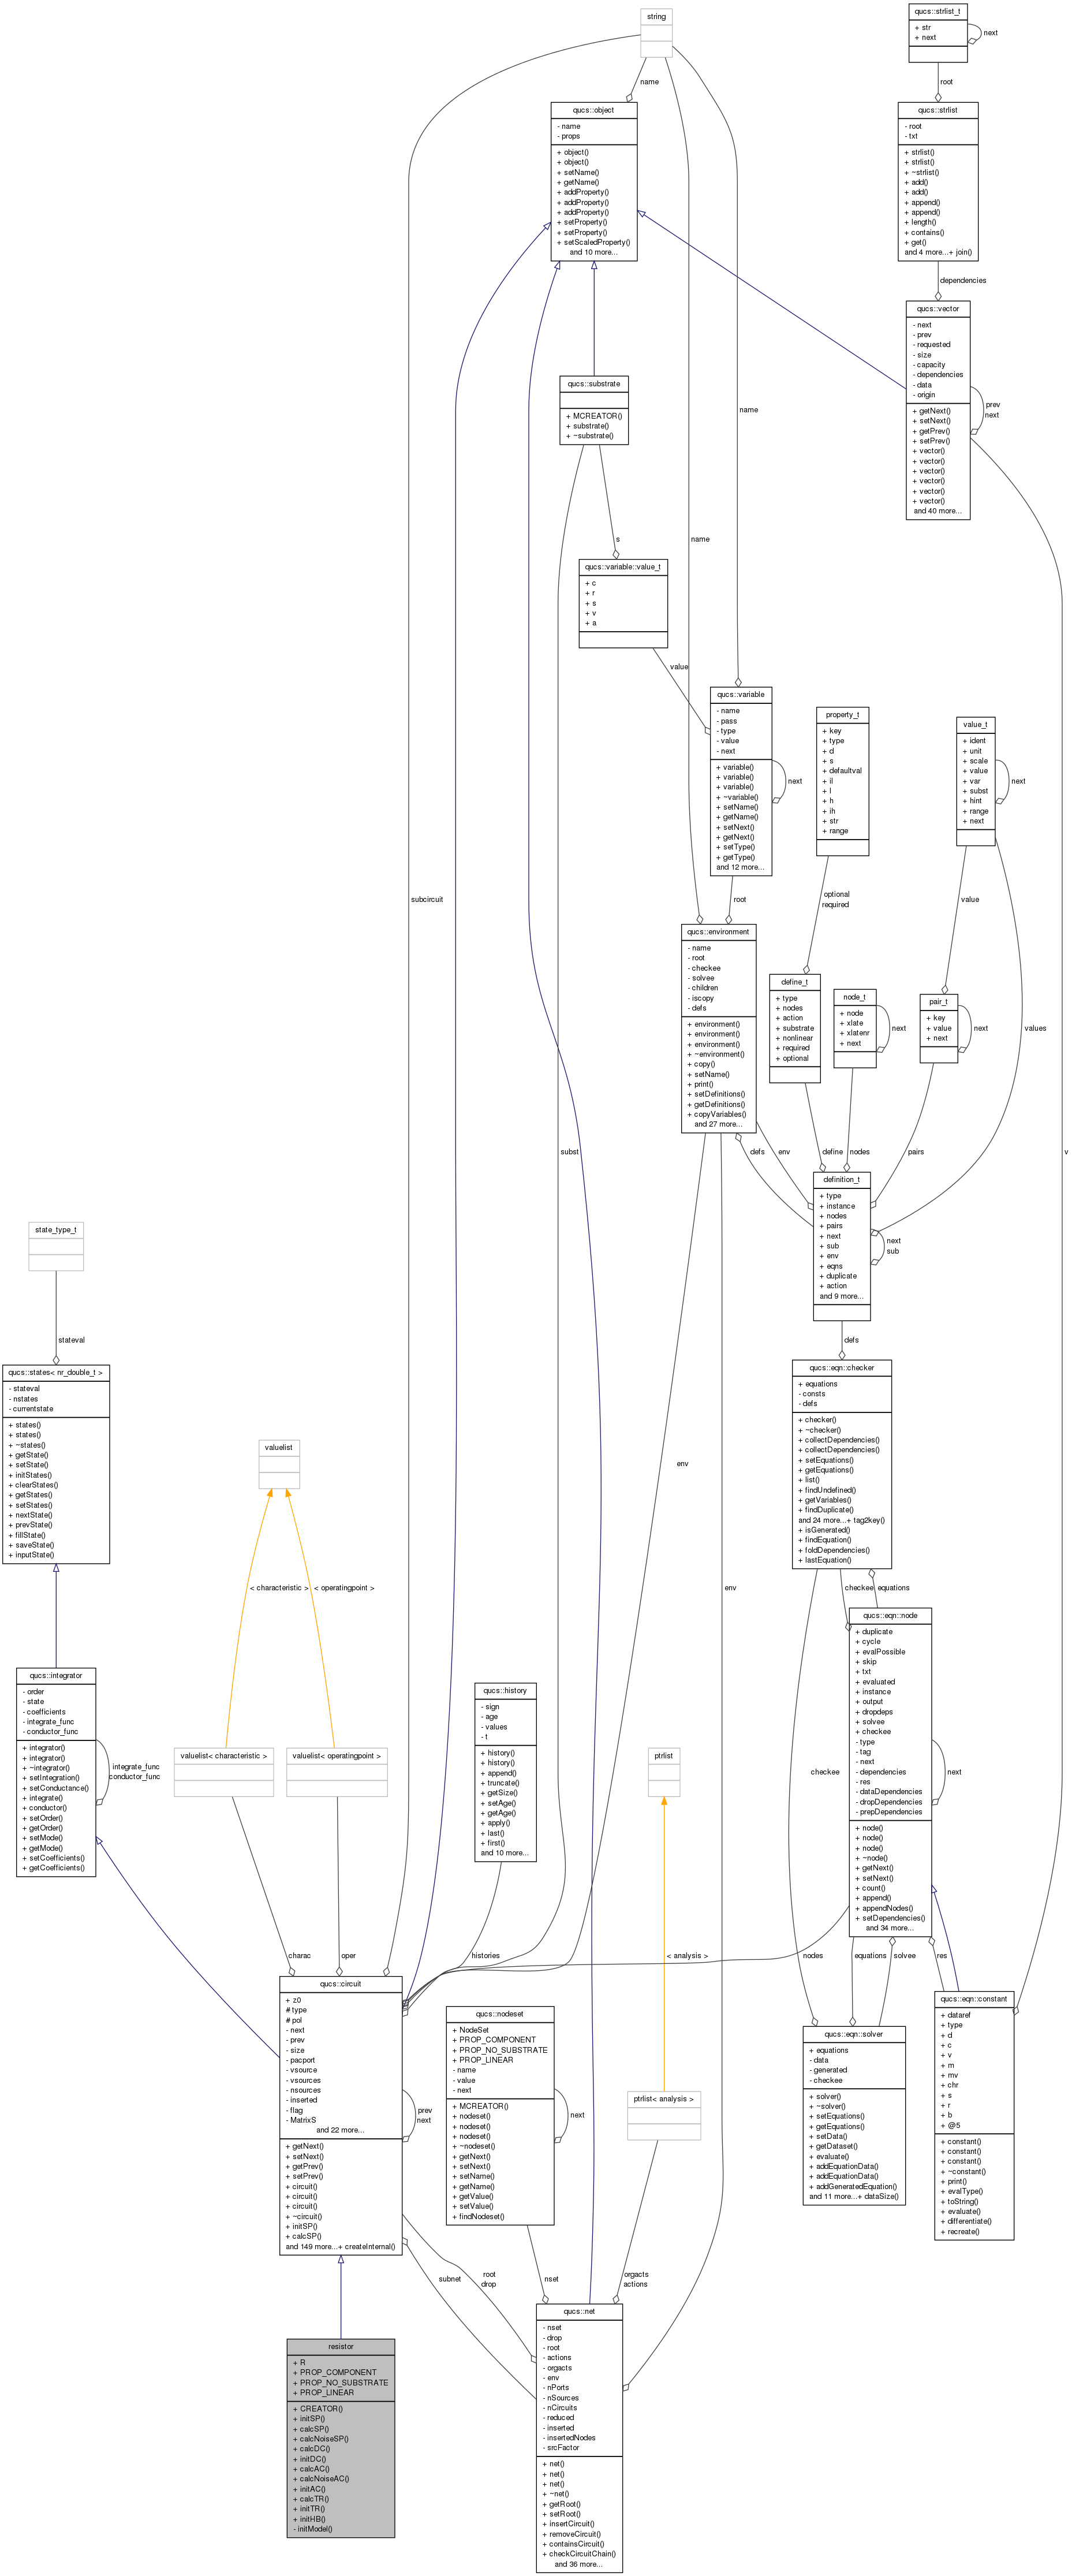 string
qucs::strlist_t
+ str
+ next
next
name
root
qucs::object
- name
- props
+ object()
+ object()
+ setName()
+ getName()
+ addProperty()
+ addProperty()
+ addProperty()
+ setProperty()
+ setProperty()
+ setScaledProperty()
and 10 more...
qucs::strlist
- root
- txt
+ strlist()
+ strlist()
+ ~strlist()
+ add()
+ add()
+ append()
+ append()
+ length()
+ contains()
+ get()
and 4 more...+ join()
dependencies
qucs::vector
- next
- prev
- requested
- size
- capacity
- dependencies
- data
- origin
+ getNext()
+ setNext()
+ getPrev()
+ setPrev()
+ vector()
+ vector()
+ vector()
+ vector()
+ vector()
+ vector()
and 40 more...
prev
next
qucs::substrate
+ MCREATOR()
+ substrate()
+ ~substrate()
name
name
s
qucs::variable::value_t
+ c
+ r
+ s
+ v
+ a
value
qucs::variable
- name
- pass
- type
- value
- next
+ variable()
+ variable()
+ variable()
+ ~variable()
+ setName()
+ getName()
+ setNext()
+ getNext()
+ setType()
+ getType()
and 12 more...
next
property_t
+ key
+ type
+ d
+ s
+ defaultval
+ il
+ l
+ h
+ ih
+ str
+ range
value_t
+ ident
+ unit
+ scale
+ value
+ var
+ subst
+ hint
+ range
+ next
next
subcircuit
root
optional
required
value
qucs::environment
- name
- root
- checkee
- solvee
- children
- iscopy
- defs
+ environment()
+ environment()
+ environment()
+ ~environment()
+ copy()
+ setName()
+ print()
+ setDefinitions()
+ getDefinitions()
+ copyVariables()
and 27 more...
define_t
+ type
+ nodes
+ action
+ substrate
+ nonlinear
+ required
+ optional
node_t
+ node
+ xlate
+ xlatenr
+ next
next
pair_t
+ key
+ value
+ next
next
values
subst
defs
env
define
nodes
pairs
v
definition_t
+ type
+ instance
+ nodes
+ pairs
+ next
+ sub
+ env
+ eqns
+ duplicate
+ action
and 9 more...
next
sub
state_type_t
stateval
defs
qucs::states< nr_double_t >
- stateval
- nstates
- currentstate
+ states()
+ states()
+ ~states()
+ getState()
+ setState()
+ initStates()
+ clearStates()
+ getStates()
+ setStates()
+ nextState()
+ prevState()
+ fillState()
+ saveState()
+ inputState()
qucs::eqn::checker
+ equations
- consts
- defs
+ checker()
+ ~checker()
+ collectDependencies()
+ collectDependencies()
+ setEquations()
+ getEquations()
+ list()
+ findUndefined()
+ getVariables()
+ findDuplicate()
and 24 more...+ tag2key()
+ isGenerated()
+ findEquation()
+ foldDependencies()
+ lastEquation()
valuelist
env
< characteristic >
< operatingpoint >
env
checkee
equations
qucs::eqn::node
+ duplicate
+ cycle
+ evalPossible
+ skip
+ txt
+ evaluated
+ instance
+ output
+ dropdeps
+ solvee
+ checkee
- type
- tag
- next
- dependencies
- res
- dataDependencies
- dropDependencies
- prepDependencies
+ node()
+ node()
+ node()
+ ~node()
+ getNext()
+ setNext()
+ count()
+ append()
+ appendNodes()
+ setDependencies()
and 34 more...
next
qucs::integrator
- order
- state
- coefficients
- integrate_func
- conductor_func
+ integrator()
+ integrator()
+ ~integrator()
+ setIntegration()
+ setConductance()
+ integrate()
+ conductor()
+ setOrder()
+ getOrder()
+ setMode()
+ getMode()
+ setCoefficients()
+ getCoefficients()
integrate_func
conductor_func
valuelist< characteristic >
valuelist< operatingpoint >
qucs::history
- sign
- age
- values
- t
+ history()
+ history()
+ append()
+ truncate()
+ getSize()
+ setAge()
+ getAge()
+ apply()
+ last()
+ first()
and 10 more...
ptrlist
checkee
charac
oper
histories
< analysis >
nodes
equations
solvee
res
qucs::circuit
+ z0
# type
# pol
- next
- prev
- size
- pacport
- vsource
- vsources
- nsources
- inserted
- flag
- MatrixS
and 22 more...
+ getNext()
+ setNext()
+ getPrev()
+ setPrev()
+ circuit()
+ circuit()
+ circuit()
+ ~circuit()
+ initSP()
+ calcSP()
and 149 more...+ createInternal()
prev
next
qucs::nodeset
+ NodeSet
+ PROP_COMPONENT
+ PROP_NO_SUBSTRATE
+ PROP_LINEAR
- name
- value
- next
+ MCREATOR()
+ nodeset()
+ nodeset()
+ nodeset()
+ ~nodeset()
+ getNext()
+ setNext()
+ setName()
+ getName()
+ getValue()
+ setValue()
+ findNodeset()
next
ptrlist< analysis >
qucs::eqn::solver
+ equations
- data
- generated
- checkee
+ solver()
+ ~solver()
+ setEquations()
+ getEquations()
+ setData()
+ getDataset()
+ evaluate()
+ addEquationData()
+ addEquationData()
+ addGeneratedEquation()
and 11 more...+ dataSize()
qucs::eqn::constant
+ dataref
+ type
+ d
+ c
+ v
+ m
+ mv
+ chr
+ s
+ r
+ b
+ @5
+ constant()
+ constant()
+ constant()
+ ~constant()
+ print()
+ evalType()
+ toString()
+ evaluate()
+ differentiate()
+ recreate()
subnet
root
drop
nset
orgacts
actions
resistor
+ R
+ PROP_COMPONENT
+ PROP_NO_SUBSTRATE
+ PROP_LINEAR
+ CREATOR()
+ initSP()
+ calcSP()
+ calcNoiseSP()
+ calcDC()
+ initDC()
+ calcAC()
+ calcNoiseAC()
+ initAC()
+ calcTR()
+ initTR()
+ initHB()
- initModel()
qucs::net
- nset
- drop
- root
- actions
- orgacts
- env
- nPorts
- nSources
- nCircuits
- reduced
- inserted
- insertedNodes
- srcFactor
+ net()
+ net()
+ net()
+ ~net()
+ getRoot()
+ setRoot()
+ insertCircuit()
+ removeCircuit()
+ containsCircuit()
+ checkCircuitChain()
and 36 more...